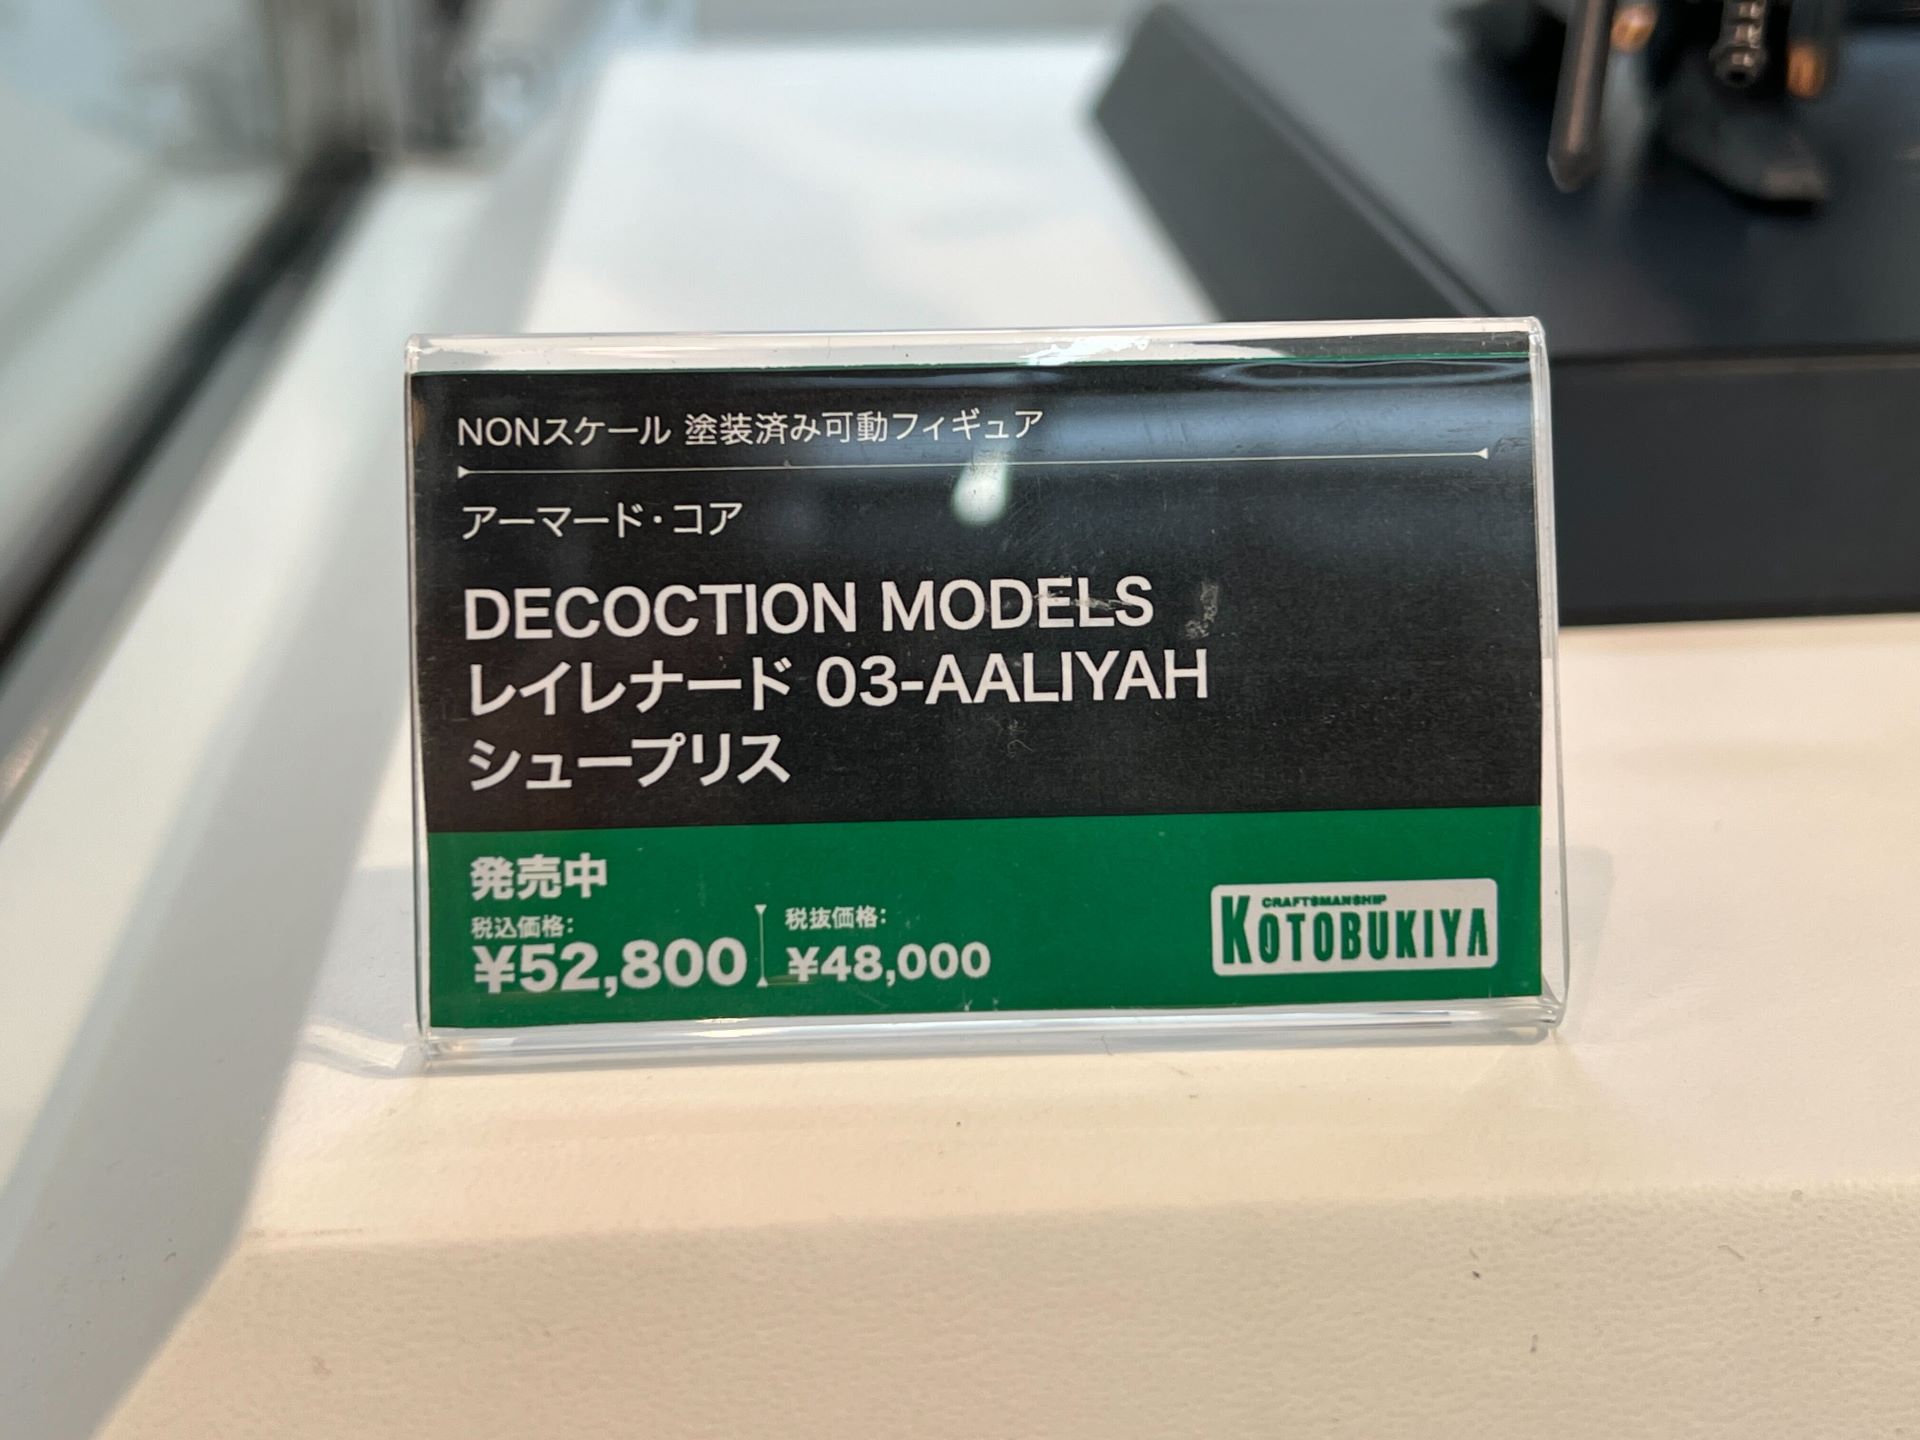 NONスケール 塗装済み可動フィギュア
アーマード・コア
DECOCTION MODELS
レイレナード 03-AALIYAH
シュープリス
発売中
税込価格:
¥52,800
税抜価格:
¥48,000
CRAFTSMANSHIP
KOTOBUKIYA